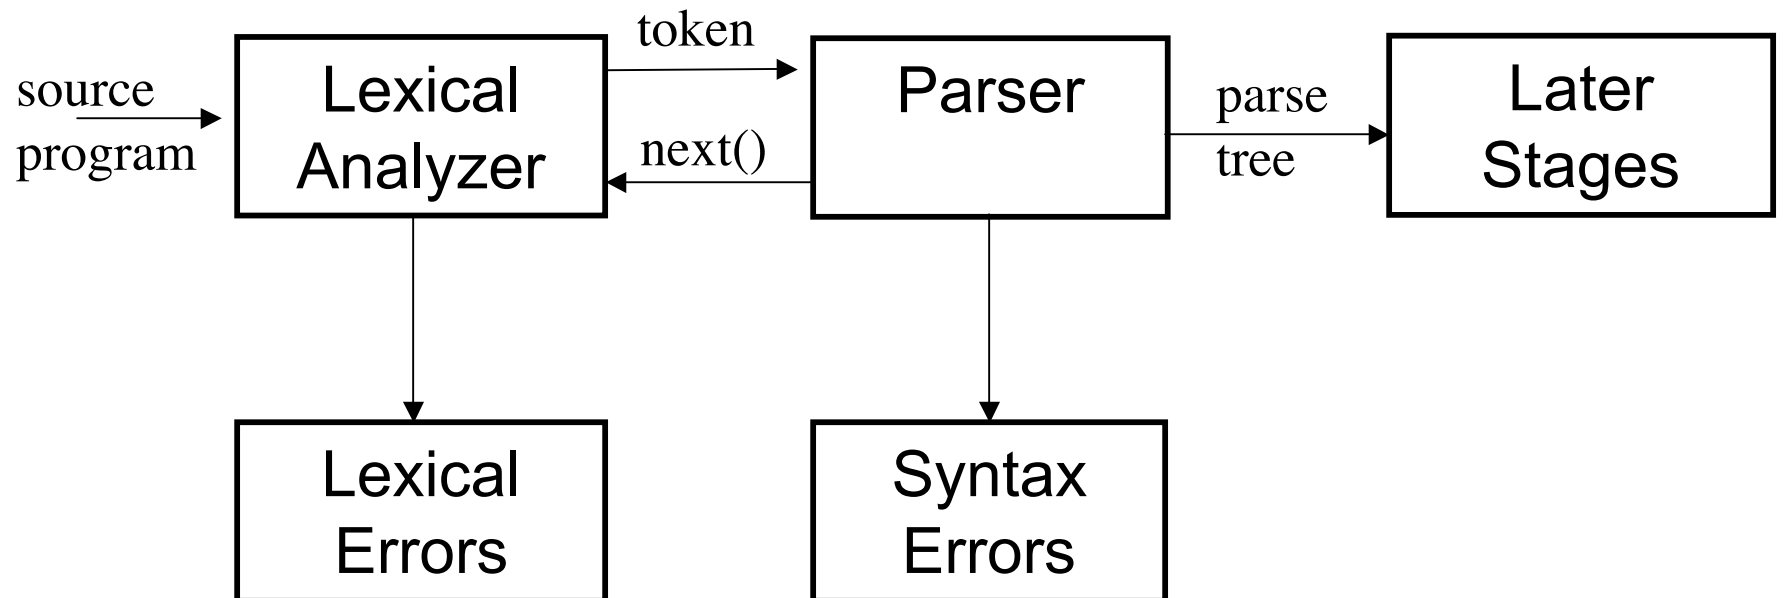 source
program
Lexical
Analyzer
token
next()
Parser
parse
tree
Later
Stages
Lexical
Errors
Syntax
Errors